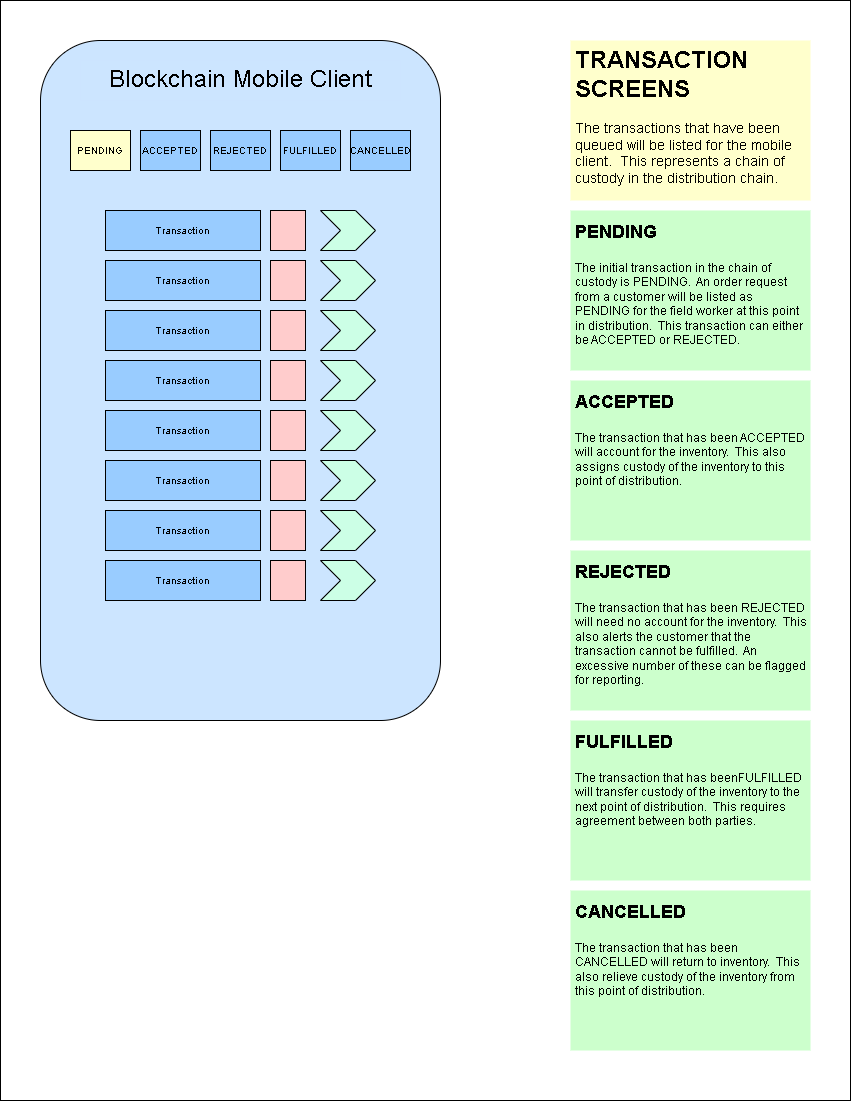 Blockchain Mobile Client
PENDING
ACCEPTED
REJECTED
FULFILLED
CANCELLED
Transaction
Transaction
Transaction
Transaction
Transaction
Transaction
Transaction
Transaction
TRANSACTION
SCREENS
The transactions that have been
queued will be listed for the mobile
client.  This represents a chain of
custody in the distribution chain.
PENDING
The initial transaction in the chain of
custody is PENDING.  An order request
from a customer will be listed as
PENDING for the field worker at this point
in distribution.  This transaction can either
be ACCEPTED or REJECTED.
ACCEPTED
The transaction that has been ACCEPTED
will account for the inventory.  This also
assigns custody of the inventory to this
point of distribution.
REJECTED
The transaction that has been REJECTED
will need no account for the inventory.  This
also alerts the customer that the
transaction cannot be fulfilled.  An
excessive number of these can be flagged
for reporting.
FULFILLED
The transaction that has beenFULFILLED
will transfer custody of the inventory to the
next point of distribution.  This requires
agreement between both parties.
CANCELLED
The transaction that has been
CANCELLED will return to inventory.  This
also relieve custody of the inventory from
this point of distribution.